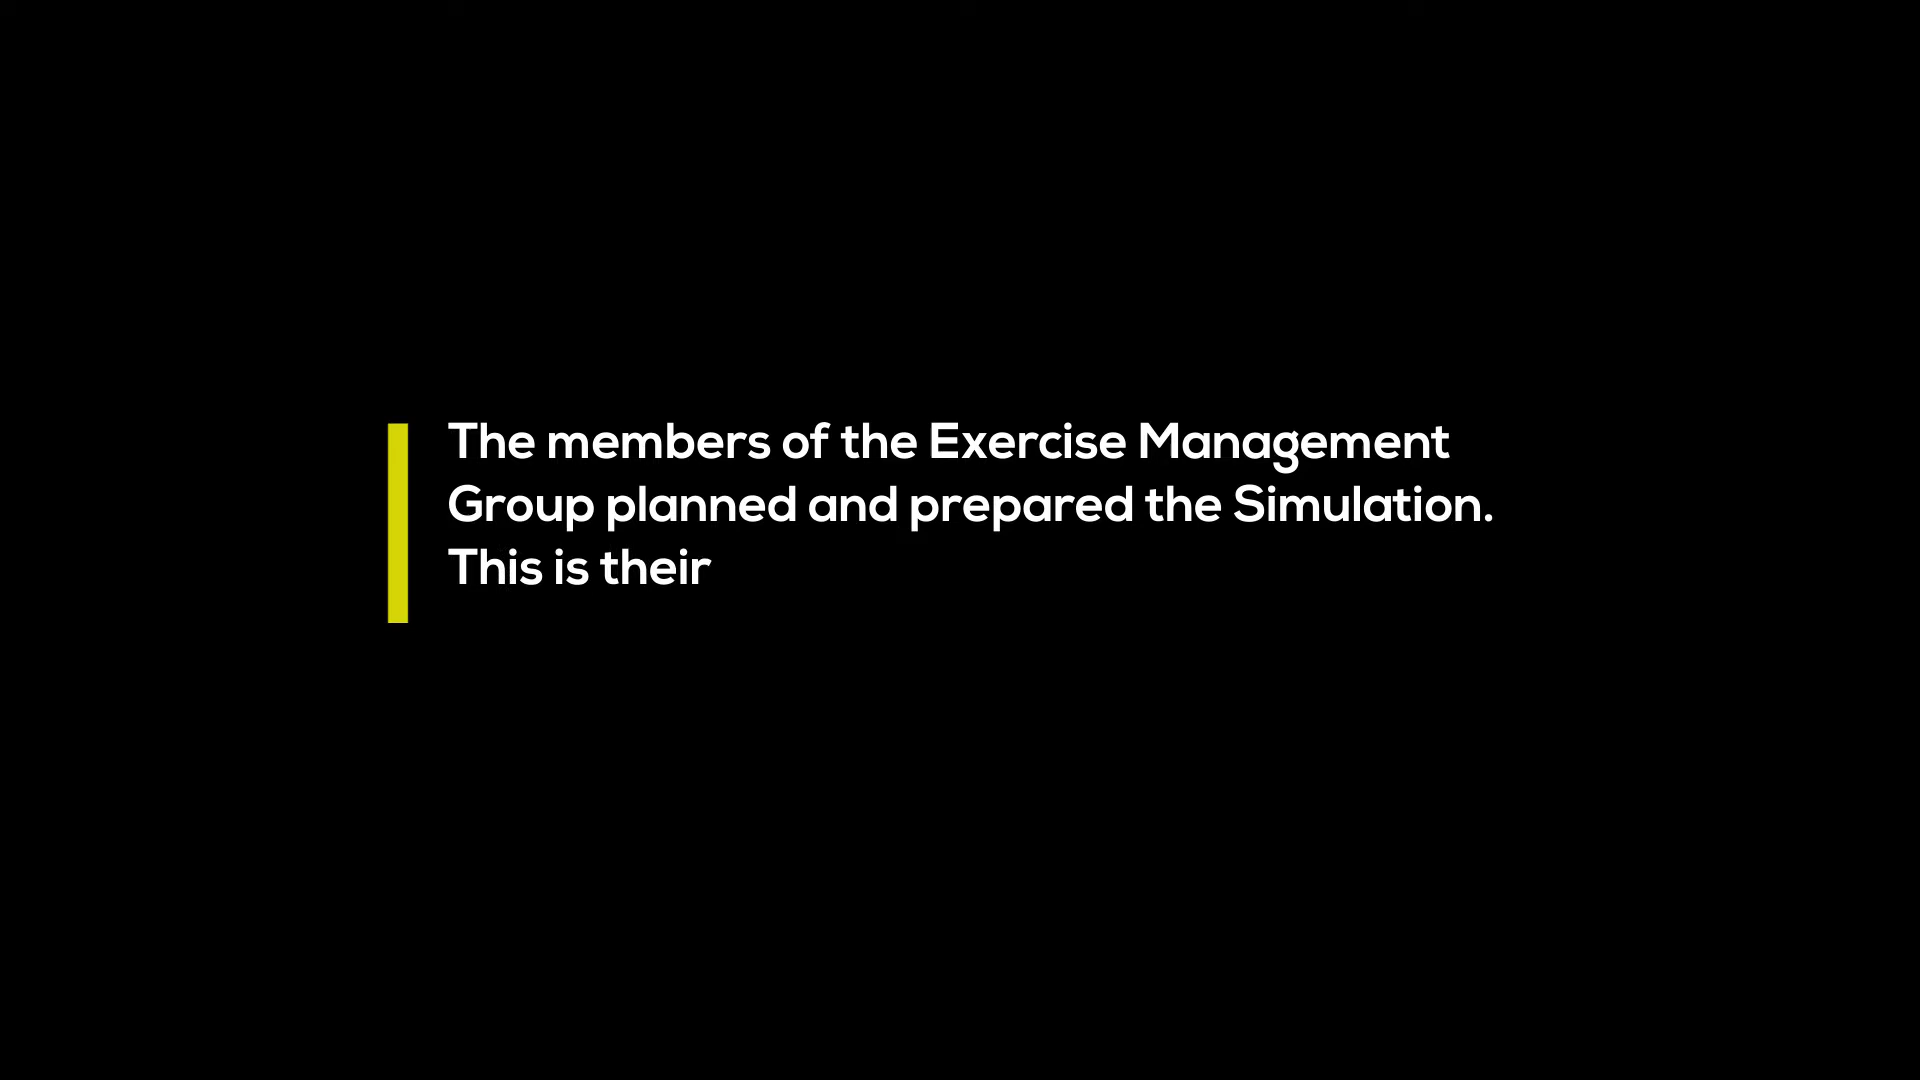 The members of the Exercise Management
Group planned and prepared the Simulation.
This is their